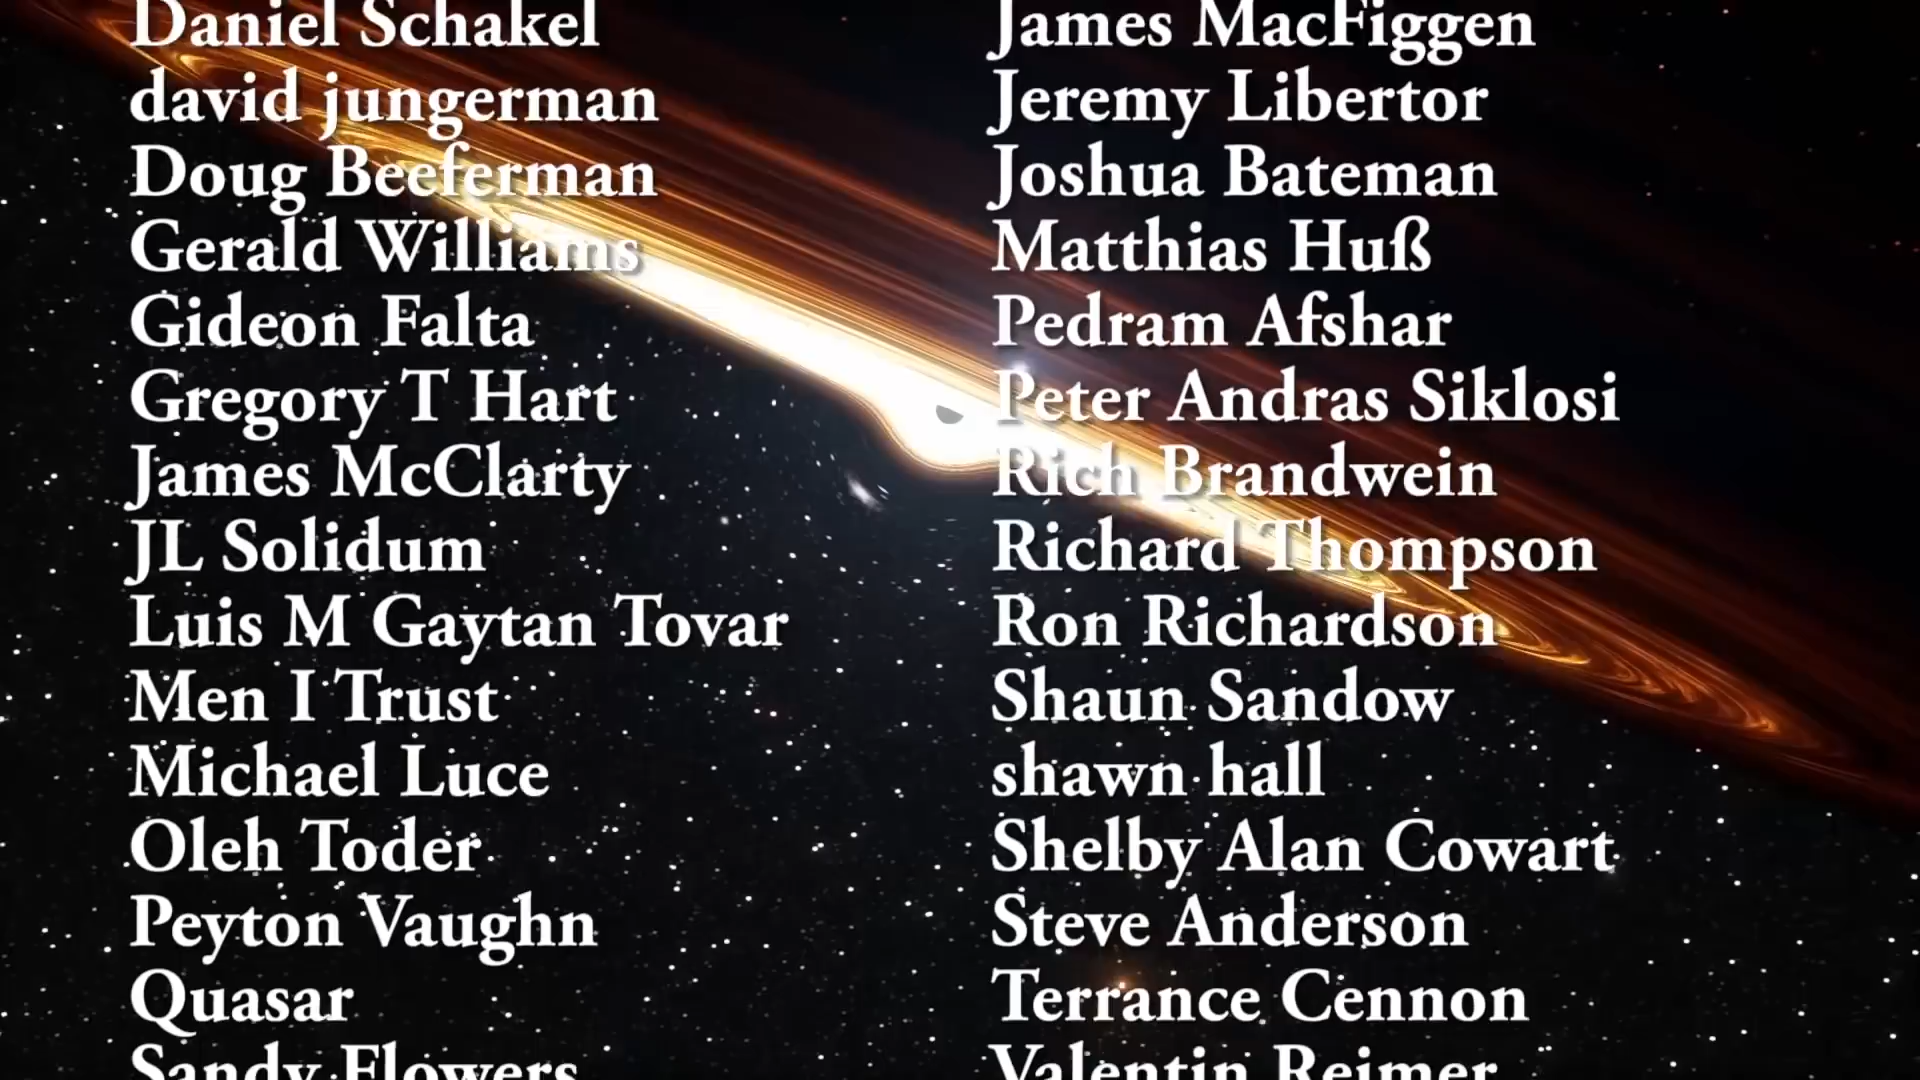 Daniel Schakel
david jungerman
Doug Beeferman
Gerald Williams
Gideon Falta
Gregory T Hart
James McClarty
JL Solidum
Luis M Gaytan Tovar
Men I Trust
Michael Luce
Oleh Toder
Peyton Vaughn
Quasar
Sandy Flowers
James MacFiggen
Jeremy Libertor
Joshua Bateman
Matthias Huß
Pedram Afshar
Peter Andras Siklosi
Rich Brandwein
Richard Thompson
Ron Richardson
Shaun Sandow
shawn hall
Shelby Alan Cowart
Steve Anderson
Terrance Cennon
Valentin Reimer